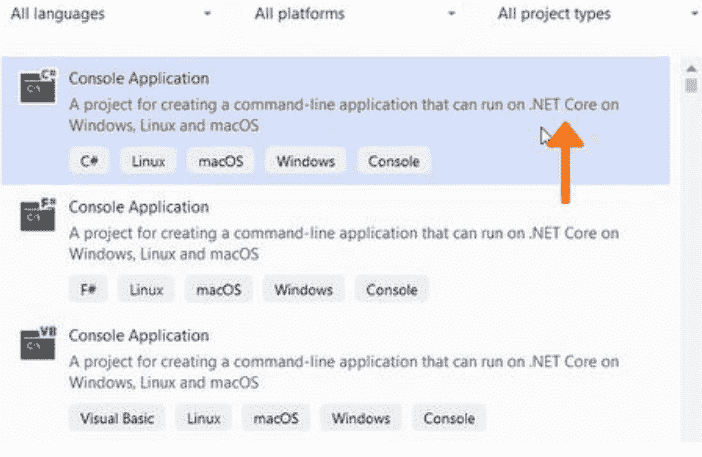 All languages All platforms All project types
C# Console Application
C:\ A project for creating a command-line application that can run on .NET Core on
Windows, Linux and macOS
C# Linux macOS Windows Console
F# Console Application
C:\ A project for creating a command-line application that can run on .NET Core on
Windows, Linux and macOS
F# Linux macOS Windows Console
VB Console Application
C:\ A project for creating a command-line application that can run on .NET Core on
Windows, Linux and macOS
Visual Basic Linux macOS Windows Console